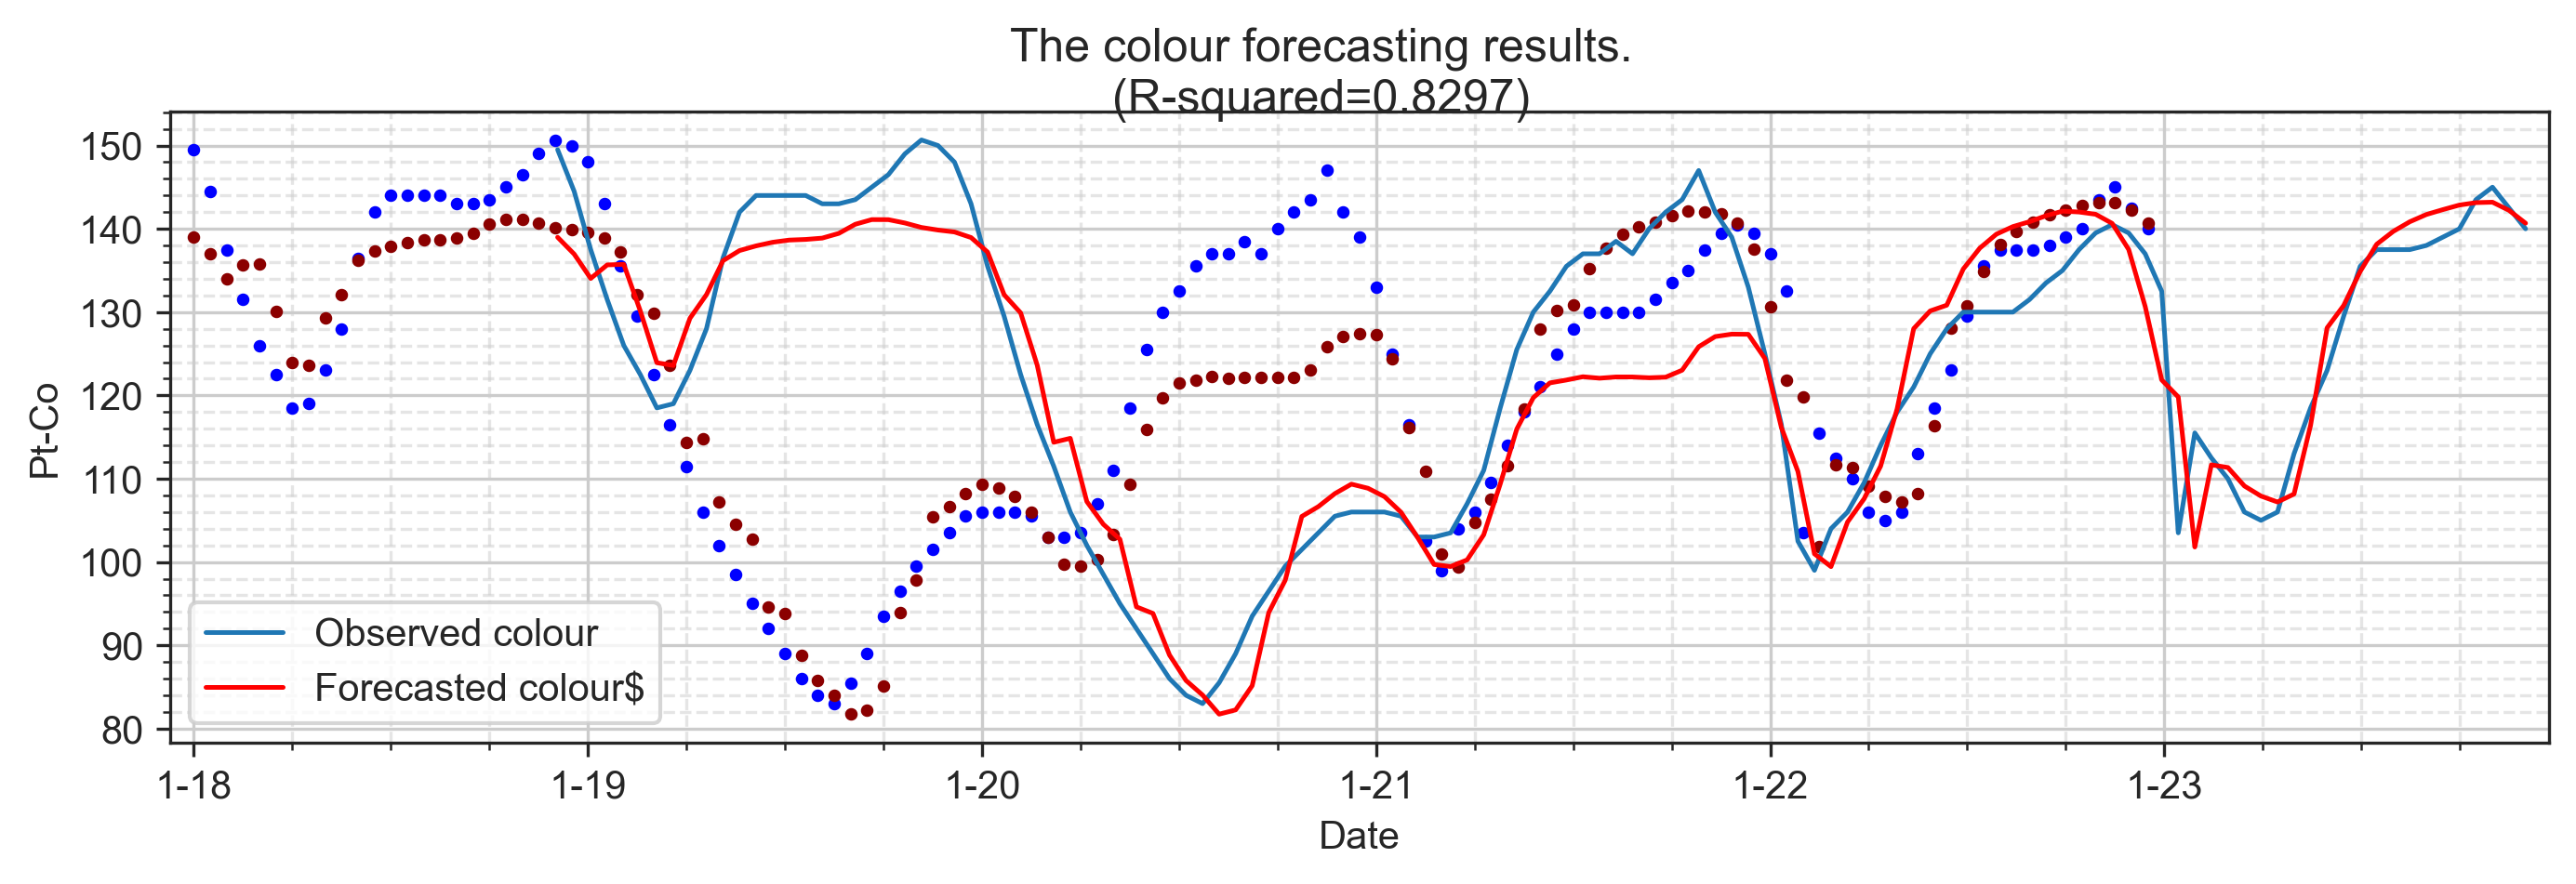 The colour forecasting results.
(R-squared=0.8297)
150
140
130
120
110
100
90
80
Pt-Co
Observed colour
Forecasted colour$
1-18
1-19
1-20
1-21
1-22
1-23
Date